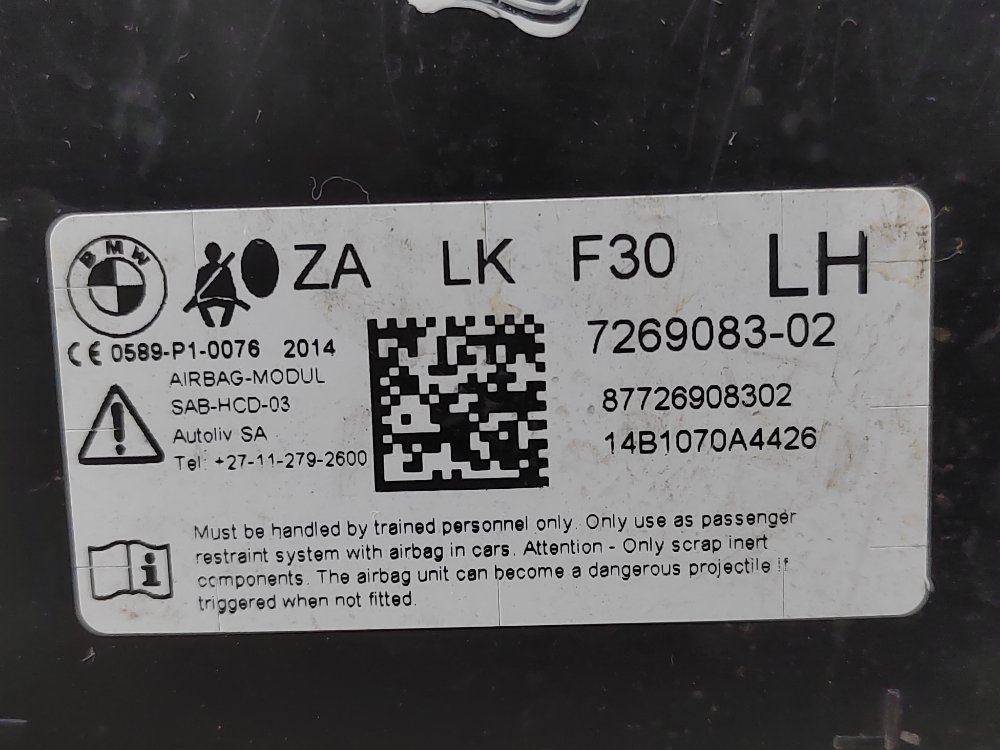 BMW
ZA LK F30 LH
7269083-02
CE 0589-P1-0076 2014
AIRBAG-MODUL
SAB-HCD-03
Autoliv SA
Tel: +27-11-279-2600
87726908302
14B1070A4426
Must be handled by trained personnel only. Only use as passenger
restraint system with airbag in cars. Attention - Only scrap inert
components. The airbag unit can become a dangerous projectile if
triggered when not fitted.